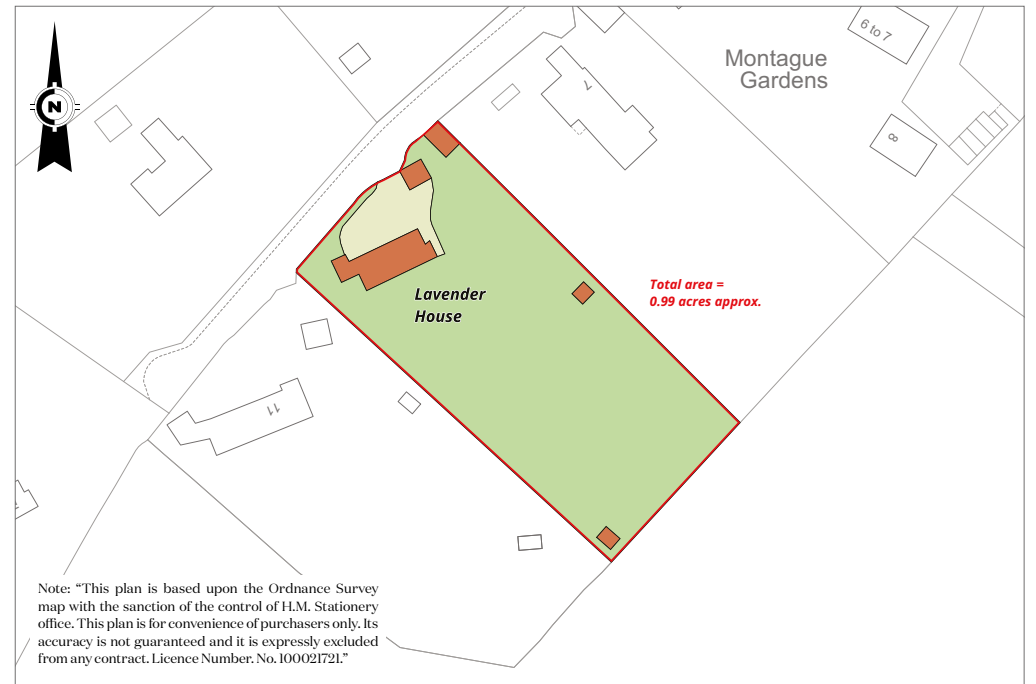 6 to 7
Montague
Gardens
N
7
8
Total area =
0.99 acres approx.
Lavender
House
11
Note: “This plan is based upon the Ordnance Survey
map with the sanction of the control of H.M. Stationery
office. This plan is for convenience of purchasers only. Its
accuracy is not guaranteed and it is expressly excluded
from any contract. Licence Number. No. 100021721.”